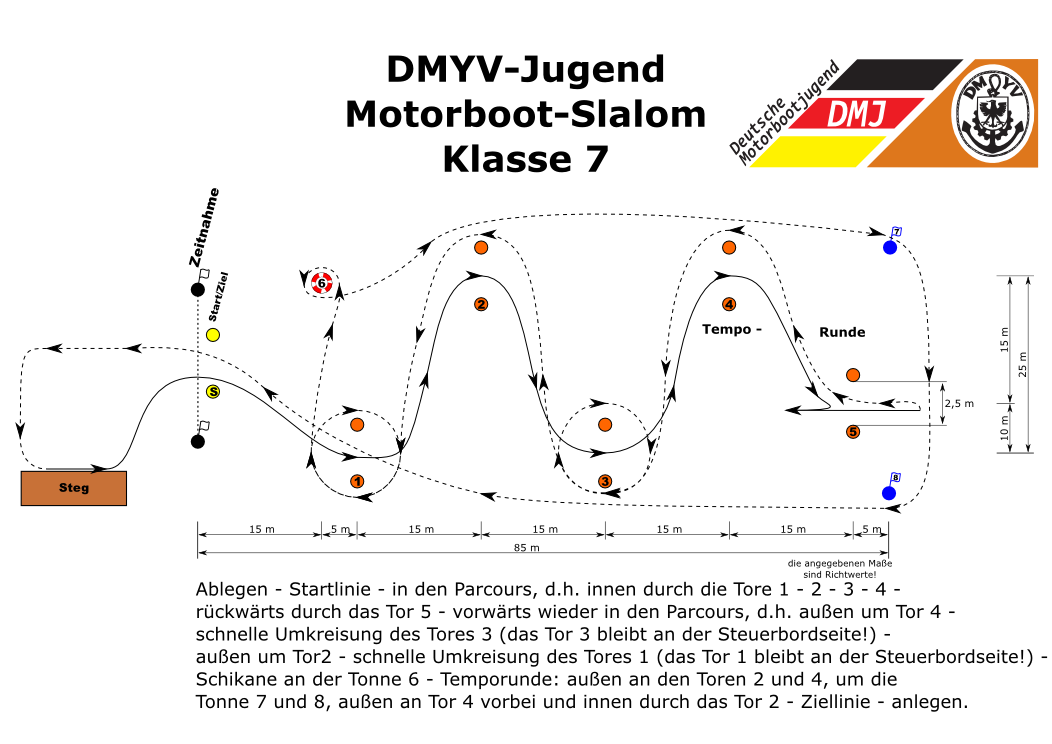 DMYV-Jugend
Motorboot-Slalom
Klasse 7
Deutsche
Motorbootjugend
DMJ
DMYV
Zeitnahme
Start/Ziel
6
7
2
4
Tempo -
Runde
15 m
25 m
S
2,5 m
10 m
5
1
3
8
Steg
15 m
5 m
15 m
15 m
15 m
15 m
5 m
85 m
die angegebenen Maße
sind Richtwerte!
Ablegen - Startlinie - in den Parcours, d.h. innen durch die Tore 1 - 2 - 3 - 4 -
rückwärts durch das Tor 5 - vorwärts wieder in den Parcours, d.h. außen um Tor 4 -
schnelle Umkreisung des Tores 3 (das Tor 3 bleibt an der Steuerbordseite!) -
außen um Tor2 - schnelle Umkreisung des Tores 1 (das Tor 1 bleibt an der Steuerbordseite!) -
Schikane an der Tonne 6 - Temporunde: außen an den Toren 2 und 4, um die
Tonne 7 und 8, außen an Tor 4 vorbei und innen durch das Tor 2 - Ziellinie - anlegen.